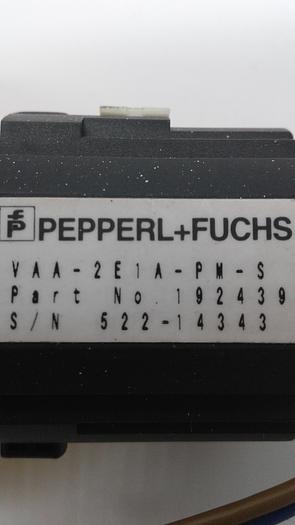 PEPPERL+FUCHS
VAA-2E1A-PM-S
Part No. 192439
S/N 522-14343